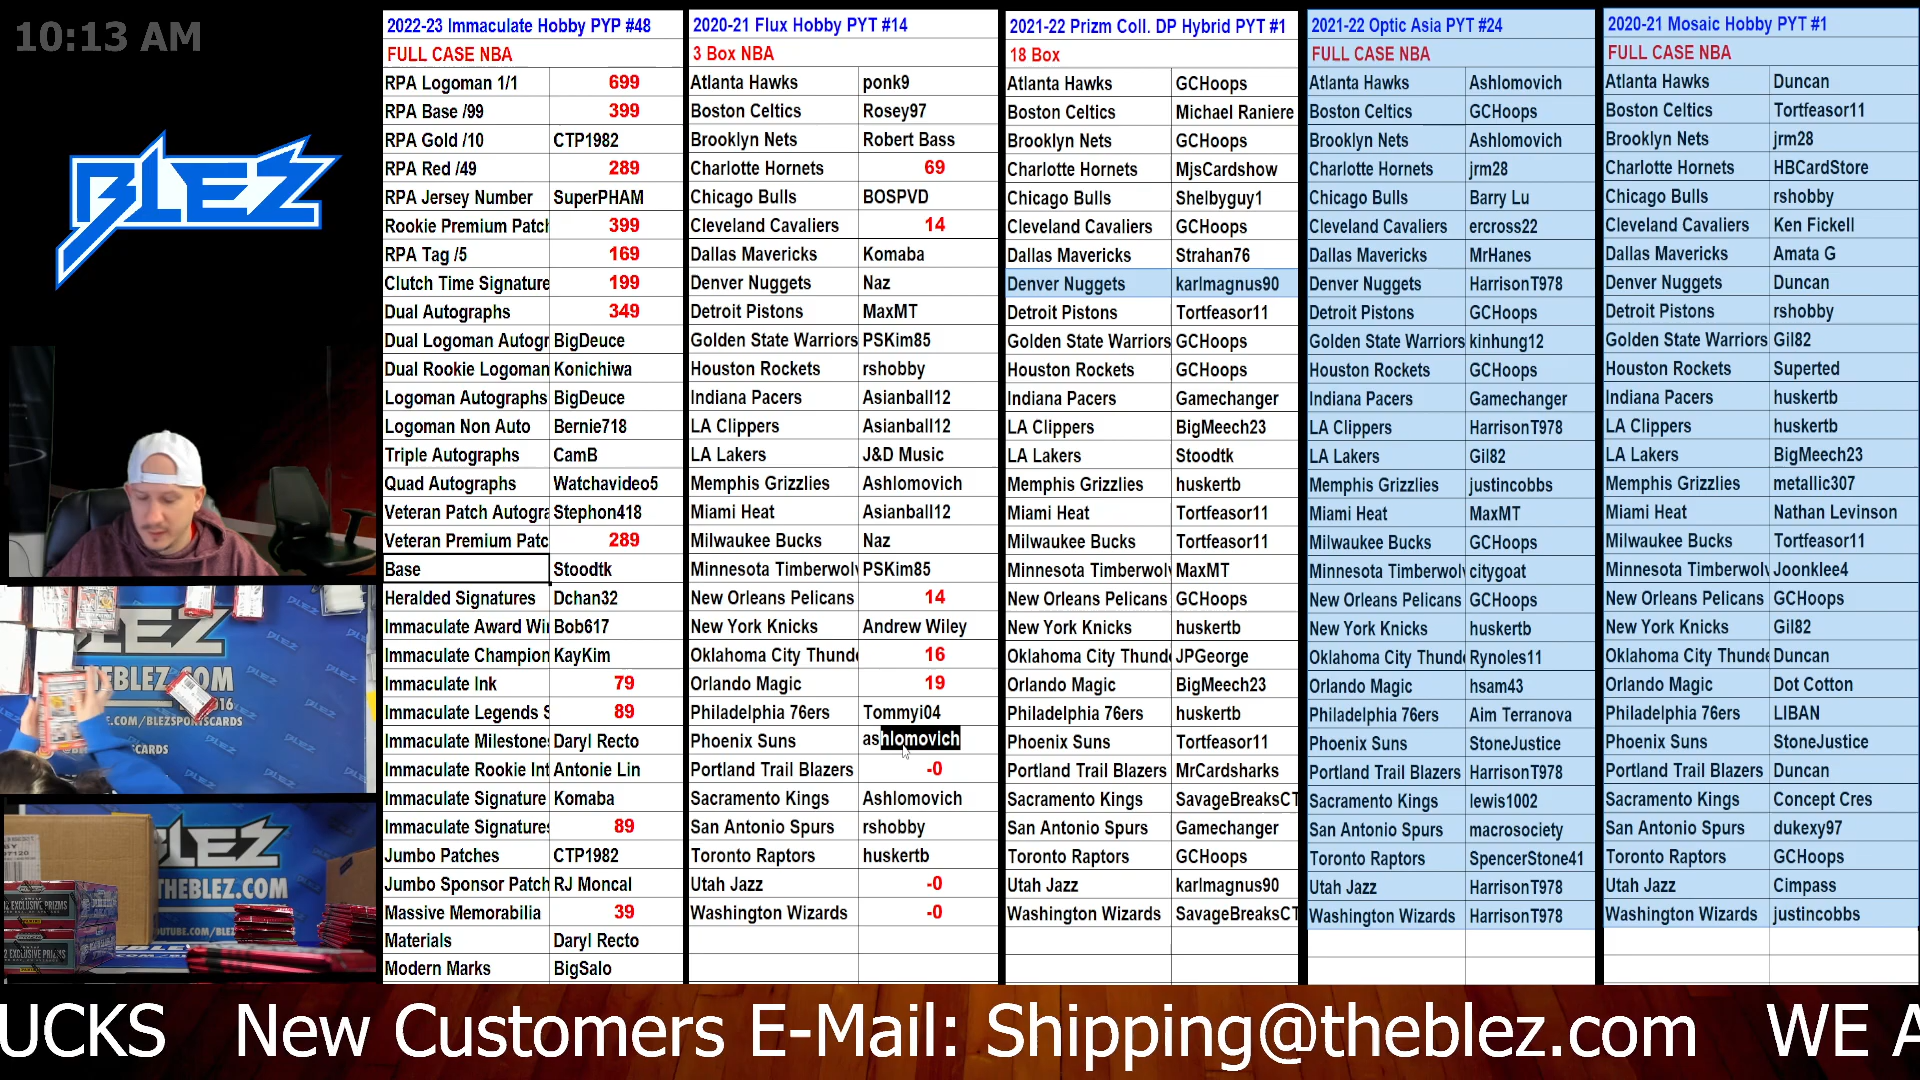 10:13 AM
BLEZ
2022-23 Immaculate Hobby PYP #48
FULL CASE NBA
RPA Logoman 1/1 699
RPA Base /99 399
RPA Gold /10 CTP1982
RPA Red /49 289
RPA Jersey Number SuperPHAM
Rookie Premium Patch 399
RPA Tag /5 169
Clutch Time Signature 199
Dual Autographs 349
Dual Logoman Autogr BigDeuce
Dual Rookie Logoman Konichiwa
Logoman Autographs BigDeuce
Logoman Non Auto Bernie718
Triple Autographs CamB
Quad Autographs Watchavideo5
Veteran Patch Autogra Stephon418
Veteran Premium Patc 289
Base Stoodtk
Heralded Signatures Dchan32
Immaculate Award Wi Bob617
Immaculate Champion KayKim
Immaculate Ink 79
Immaculate Legends S 89
Immaculate Milestone Daryl Recto
Immaculate Rookie Int Antonie Lin
Immaculate Signature Komaba
Immaculate Signatures 89
Jumbo Patches CTP1982
Jumbo Sponsor Patch RJ Moncal
Massive Memorabilia 39
Materials Daryl Recto
Modern Marks BigSalo
2020-21 Flux Hobby PYT #14
3 Box NBA
Atlanta Hawks ponk9
Boston Celtics Rosey97
Brooklyn Nets Robert Bass
Charlotte Hornets 69
Chicago Bulls BOSPVD
Cleveland Cavaliers 14
Dallas Mavericks Komaba
Denver Nuggets Naz
Detroit Pistons MaxMT
Golden State Warriors PSKim85
Houston Rockets rshobby
Indiana Pacers Asianball12
LA Clippers Asianball12
LA Lakers J&D Music
Memphis Grizzlies Ashlomovich
Miami Heat Asianball12
Milwaukee Bucks Naz
Minnesota Timberwolv PSKim85
New Orleans Pelicans 14
New York Knicks Andrew Wiley
Oklahoma City Thunde 16
Orlando Magic 19
Philadelphia 76ers Tommyi04
Phoenix Suns ashlomovich
Portland Trail Blazers -0
Sacramento Kings Ashlomovich
San Antonio Spurs rshobby
Toronto Raptors huskertb
Utah Jazz -0
Washington Wizards -0
2021-22 Prizm Coll. DP Hybrid PYT #1
18 Box
Atlanta Hawks GCHoops
Boston Celtics Michael Raniere
Brooklyn Nets GCHoops
Charlotte Hornets MjsCardshow
Chicago Bulls Shelbyguy1
Cleveland Cavaliers GCHoops
Dallas Mavericks Strahan76
Denver Nuggets karlmagnus90
Detroit Pistons Tortfeasor11
Golden State Warriors GCHoops
Houston Rockets GCHoops
Indiana Pacers Gamechanger
LA Clippers BigMeech23
LA Lakers Stoodtk
Memphis Grizzlies huskertb
Miami Heat Tortfeasor11
Milwaukee Bucks Tortfeasor11
Minnesota Timberwolv MaxMT
New Orleans Pelicans GCHoops
New York Knicks huskertb
Oklahoma City Thunde JPGeorge
Orlando Magic BigMeech23
Philadelphia 76ers huskertb
Phoenix Suns Tortfeasor11
Portland Trail Blazers MrCardsharks
Sacramento Kings SavageBreaksCT
San Antonio Spurs Gamechanger
Toronto Raptors GCHoops
Utah Jazz karlmagnus90
Washington Wizards SavageBreaksCT
2021-22 Optic Asia PYT #24
FULL CASE NBA
Atlanta Hawks Ashlomovich
Boston Celtics GCHoops
Brooklyn Nets Ashlomovich
Charlotte Hornets jrm28
Chicago Bulls Barry Lu
Cleveland Cavaliers ercross22
Dallas Mavericks MrHanes
Denver Nuggets HarrisonT978
Detroit Pistons GCHoops
Golden State Warriors kinhung12
Houston Rockets GCHoops
Indiana Pacers Gamechanger
LA Clippers HarrisonT978
LA Lakers Gil82
Memphis Grizzlies justincobbs
Miami Heat MaxMT
Milwaukee Bucks GCHoops
Minnesota Timberwolv citygoat
New Orleans Pelicans GCHoops
New York Knicks huskertb
Oklahoma City Thunde Rynoles11
Orlando Magic hsam43
Philadelphia 76ers Aim Terranova
Phoenix Suns StoneJustice
Portland Trail Blazers HarrisonT978
Sacramento Kings lewis1002
San Antonio Spurs macrosociety
Toronto Raptors SpencerStone41
Utah Jazz HarrisonT978
Washington Wizards HarrisonT978
2020-21 Mosaic Hobby PYT #1
FULL CASE NBA
Atlanta Hawks Duncan
Boston Celtics Tortfeasor11
Brooklyn Nets jrm28
Charlotte Hornets HBCardStore
Chicago Bulls rshobby
Cleveland Cavaliers Ken Fickell
Dallas Mavericks Amata G
Denver Nuggets Duncan
Detroit Pistons rshobby
Golden State Warriors Gil82
Houston Rockets Superted
Indiana Pacers huskertb
LA Clippers huskertb
LA Lakers BigMeech23
Memphis Grizzlies metallic307
Miami Heat Nathan Levinson
Milwaukee Bucks Tortfeasor11
Minnesota Timberwolv Joonklee4
New Orleans Pelicans GCHoops
New York Knicks Gil82
Oklahoma City Thunde Duncan
Orlando Magic Dot Cotton
Philadelphia 76ers LIBAN
Phoenix Suns StoneJustice
Portland Trail Blazers Duncan
Sacramento Kings Concept Cres
San Antonio Spurs dukexy97
Toronto Raptors GCHoops
Utah Jazz Cimpass
Washington Wizards justincobbs
LEZ
EBLEZ.COM
E.COM/BLEZSPORTSCARDS
SCARDS
BLEZ
THEBLEZ.COM
OUTUBE.COM/BLEZ
2 EXCLUSIVE PRIZMS
UCKS New Customers E-Mail: Shipping@theblez.com WE A